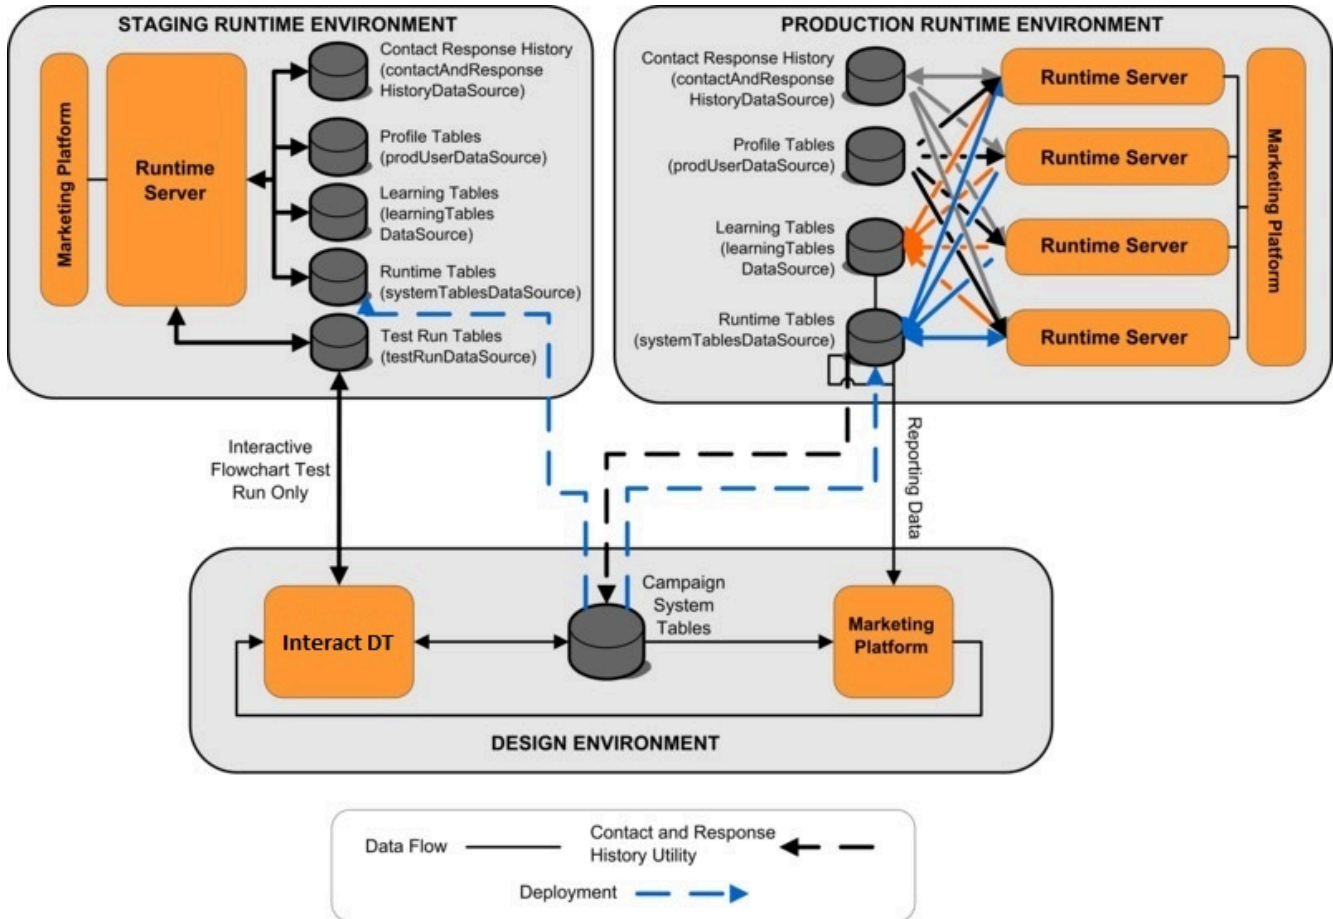 STAGING RUNTIME ENVIRONMENT
Marketing Platform
Runtime
Server
Contact Response History
(contactAndResponse
HistoryDataSource)
Profile Tables
(prodUserDataSource)
Learning Tables
(learningTables
DataSource)
Runtime Tables
(systemTablesDataSource)
Test Run Tables
(testRunDataSource)
PRODUCTION RUNTIME ENVIRONMENT
Contact Response History
(contactAndResponse
HistoryDataSource)
Profile Tables
(prodUserDataSource)
Learning Tables
(learningTables
DataSource)
Runtime Tables
(systemTablesDataSource)
Runtime Server
Runtime Server
Runtime Server
Runtime Server
Marketing Platform
Interactive
Flowchart Test
Run Only
Reporting Data
Interact DT
Campaign
System
Tables
Marketing
Platform
DESIGN ENVIRONMENT
Data Flow
Contact and Response
History Utility
Deployment